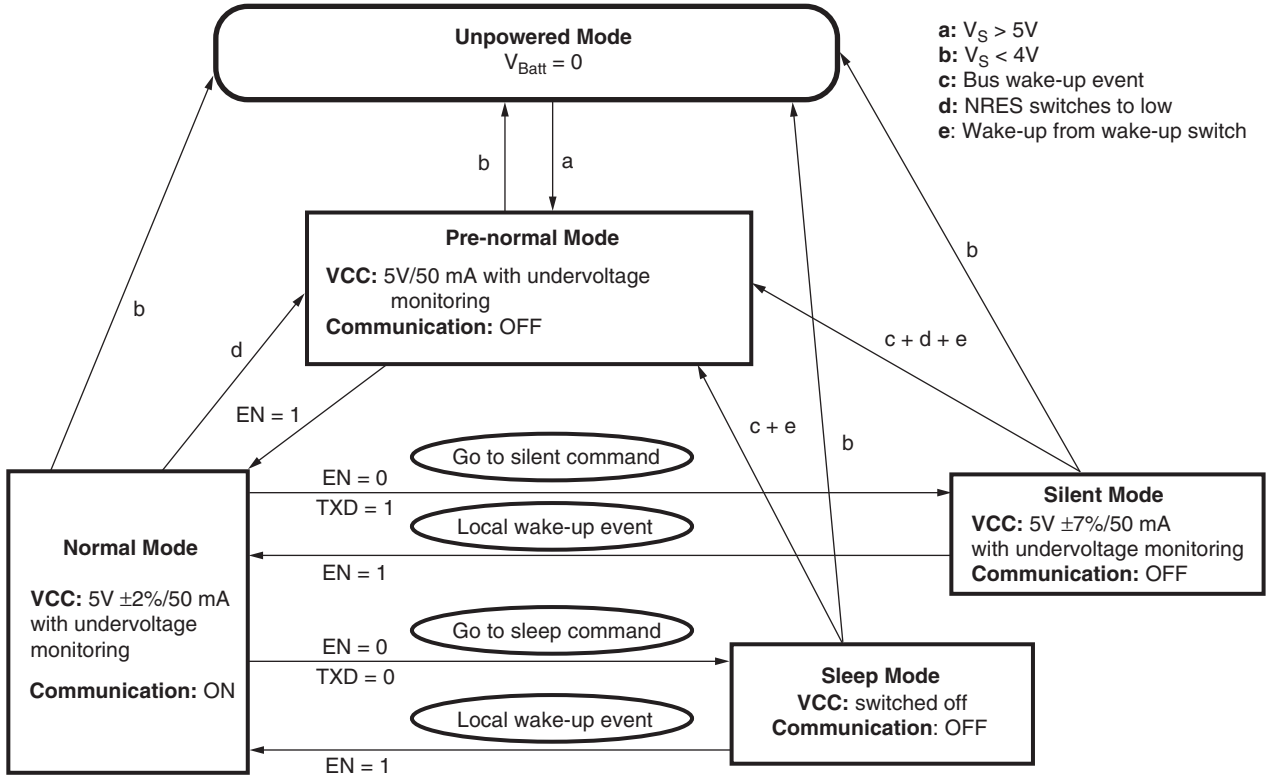 Unpowered Mode
V_Batt = 0
a: V_S > 5V
b: V_S < 4V
c: Bus wake-up event
d: NRES switches to low
e: Wake-up from wake-up switch
b
a
Pre-normal Mode
VCC: 5V/50 mA with undervoltage
monitoring
Communication: OFF
b
d
EN = 1
b
c + d + e
c + e
b
Go to silent command
EN = 0
TXD = 1
Local wake-up event
EN = 1
Silent Mode
VCC: 5V ±7%/50 mA
with undervoltage monitoring
Communication: OFF
Normal Mode
VCC: 5V ±2%/50 mA
with undervoltage
monitoring
Communication: ON
Go to sleep command
EN = 0
TXD = 0
Local wake-up event
EN = 1
Sleep Mode
VCC: switched off
Communication: OFF